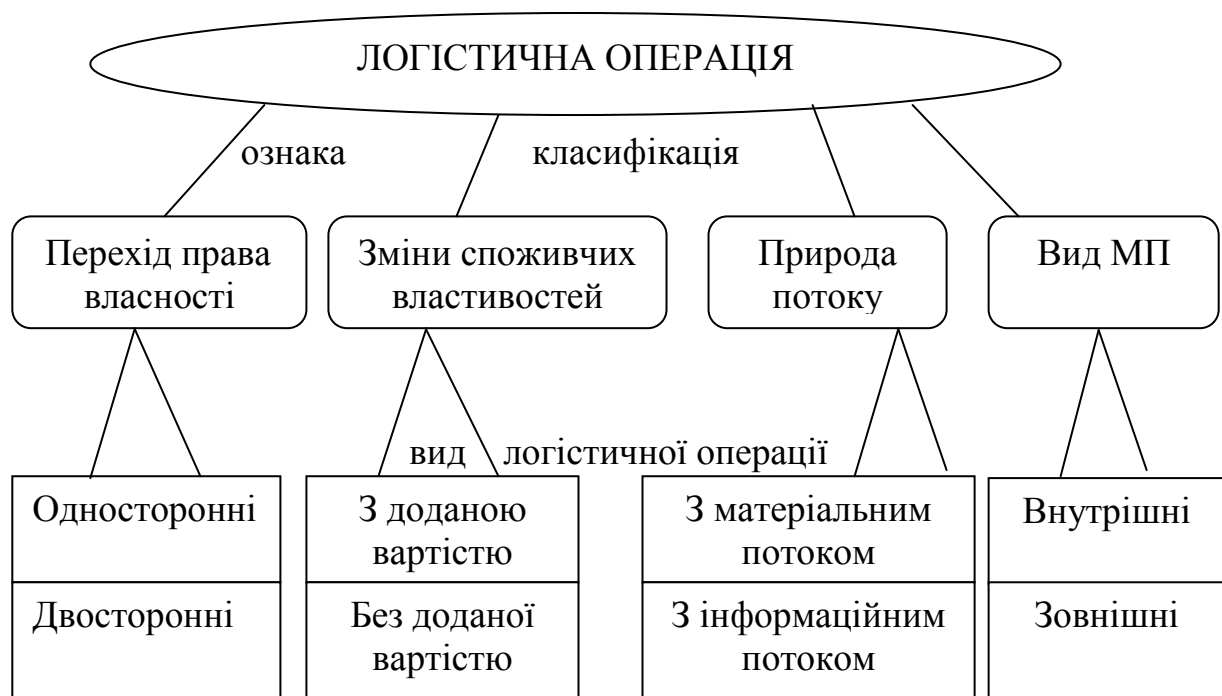 ЛОГІСТИЧНА ОПЕРАЦІЯ
ознака
класифікація
Перехід права
власності
Зміни споживчих
властивостей
Природа
потоку
Вид МП
вид логістичної операції
Односторонні
З доданою
вартістю
З матеріальним
потоком
Внутрішні
Двосторонні
Без доданої
вартістю
З інформаційним
потоком
Зовнішні